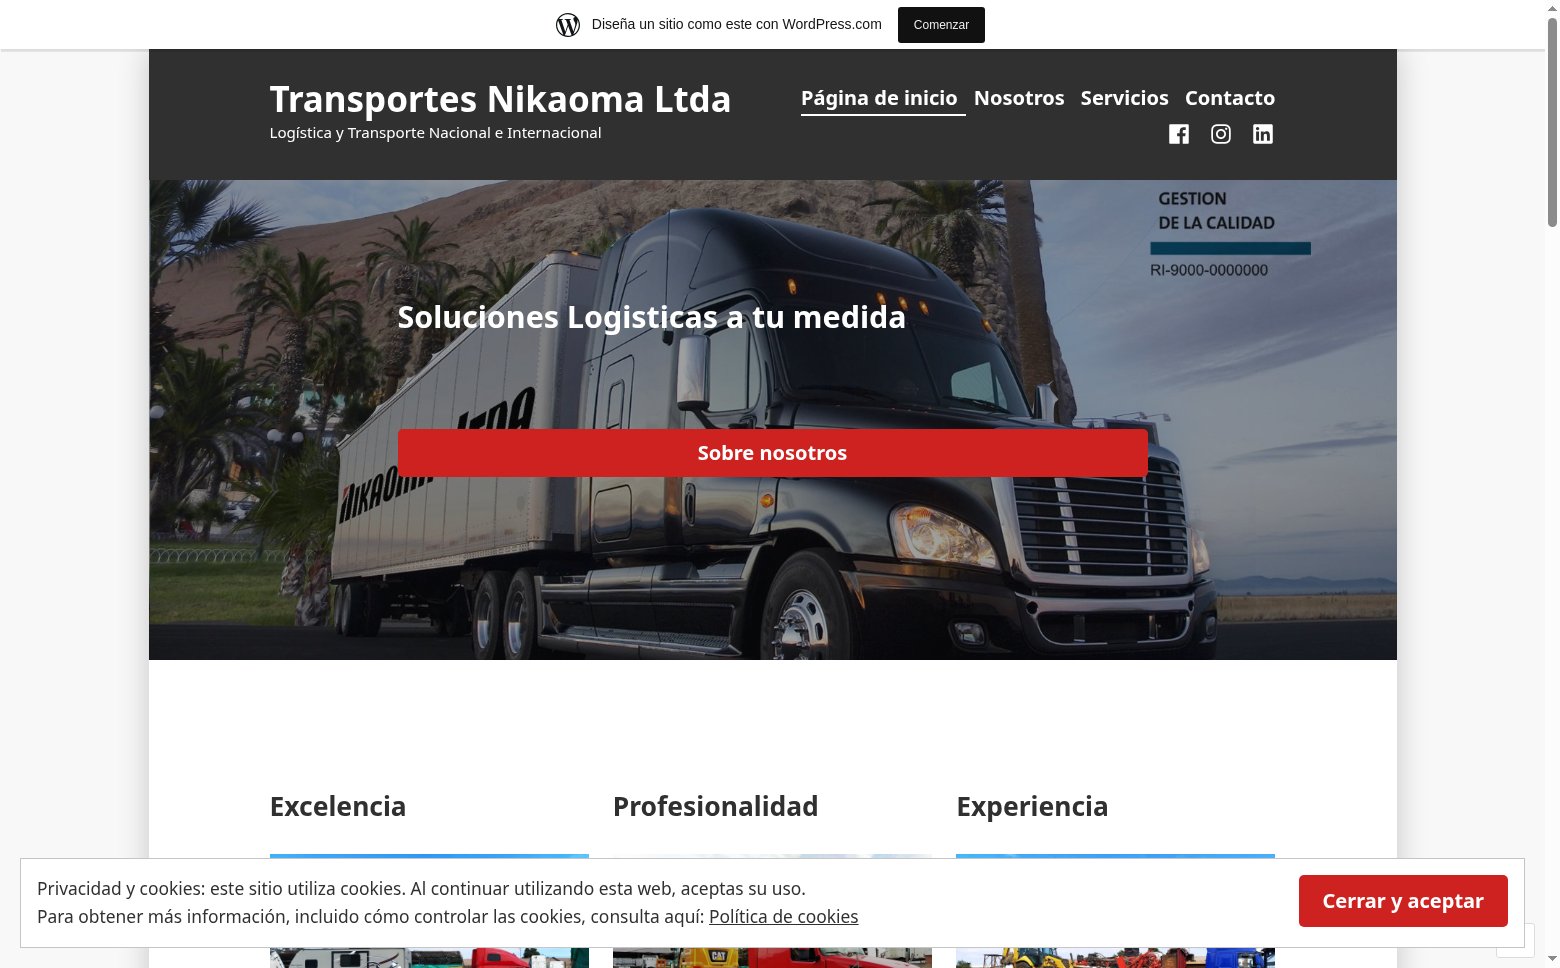 Diseña un sitio como este con WordPress.com
Comenzar
Transportes Nikaoma Ltda
Logística y Transporte Nacional e Internacional
Página de inicio Nosotros Servicios Contacto
GESTION
DE LA CALIDAD
RI-9000-0000000
Soluciones Logisticas a tu medida
Sobre nosotros
Excelencia
Profesionalidad
Experiencia
Privacidad y cookies: este sitio utiliza cookies. Al continuar utilizando esta web, aceptas su uso.
Para obtener más información, incluido cómo controlar las cookies, consulta aquí: Política de cookies
Cerrar y aceptar
CAT